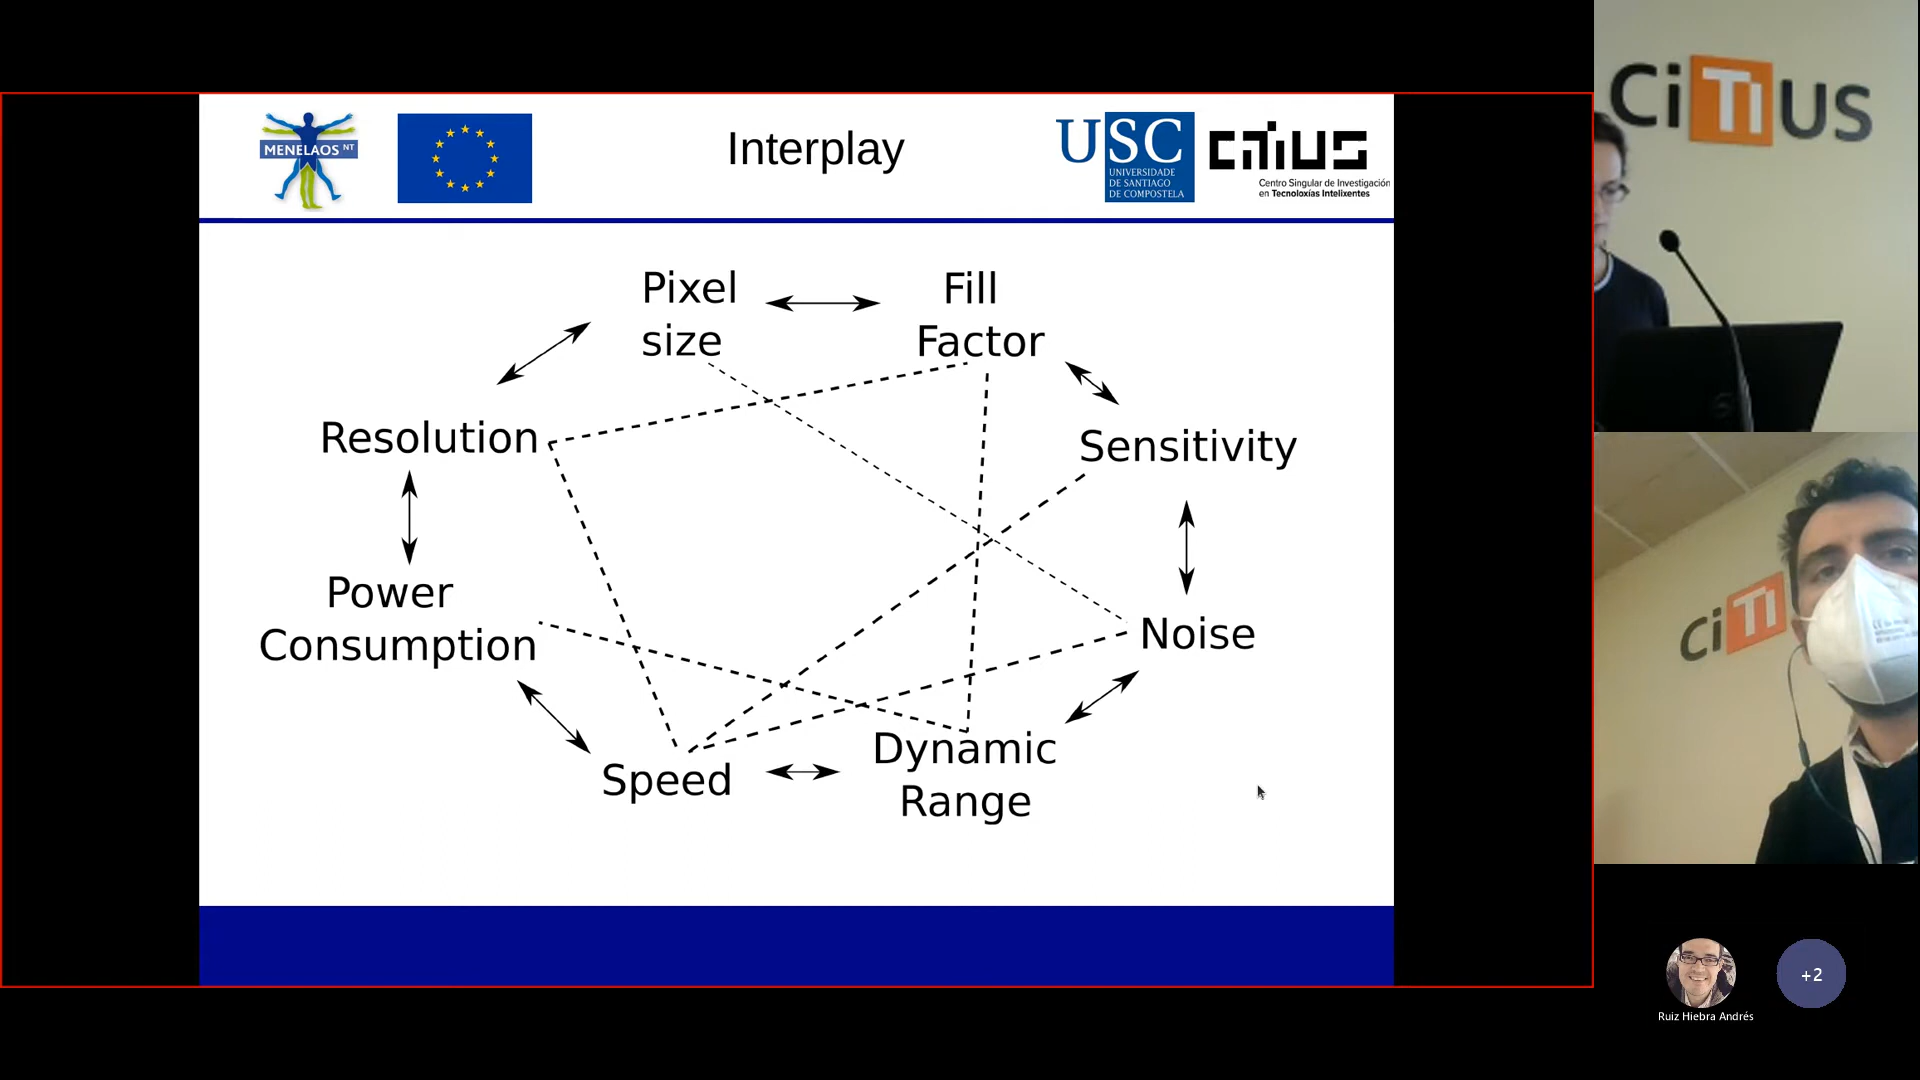 MENELAOS NT
Interplay
USC
UNIVERSIDADE
DE SANTIAGO
DE COMPOSTELA
CiTIUS
Centro Singular de Investigación
en Tecnoloxías Intelixentes
Pixel
size
Fill
Factor
Resolution
Sensitivity
Power
Consumption
Noise
Speed
Dynamic
Range
CiTIUS
CiTI
Ruiz Hiebra Andrés
+2